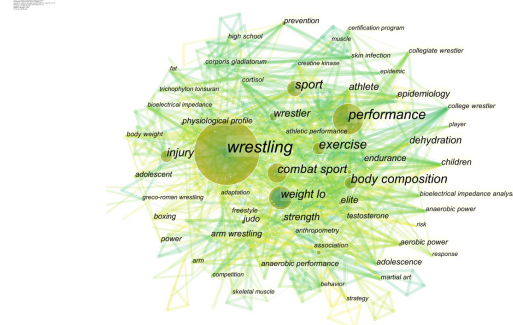 prevention
certification program
high school
muscle
collegiate wrestler
corporis gladiatorum
skin infection
creatine kinase
fat
epidemic
cortisol
trichophyton tonsuran
sport
athlete
epidemiology
bioelectrical impedance
college wrestler
wrestler
performance
physiological profile
player
body weight
athletic performance
dehydration
wrestling
exercise
injury
endurance
children
combat sport
adolescent
body composition
adaptation
weight lo
bioelectrical impedance analys
greco-roman wrestling
elite
freestyle
anaerobic power
boxing
judo
strength
testosterone
risk
anthropometry
power
arm wrestling
association
aerobic power
response
arm
anaerobic performance
adolescence
competition
martial art
behavior
skeletal muscle
strategy